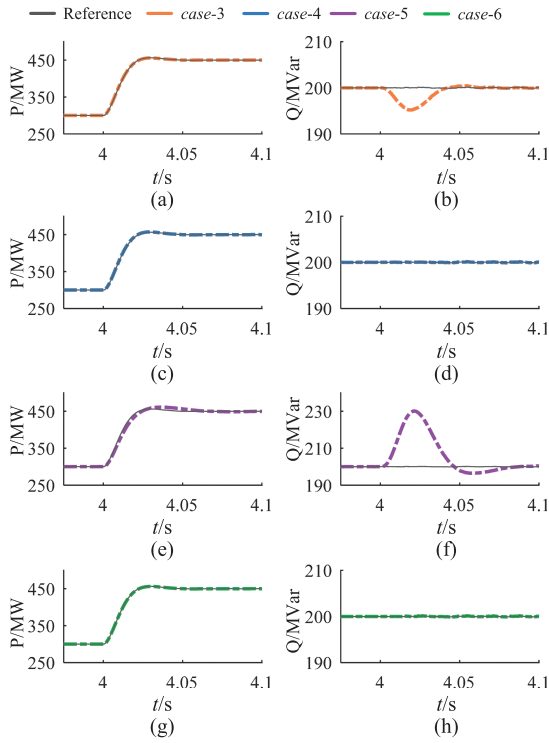 Reference case-3 case-4 case-5 case-6
P/MW
450
350
250
4 4.05 4.1
t/s
(a)
Q/MVar
210
200
190
4 4.05 4.1
t/s
(b)
P/MW
450
350
250
4 4.05 4.1
t/s
(c)
Q/MVar
210
200
190
4 4.05 4.1
t/s
(d)
P/MW
450
350
250
4 4.05 4.1
t/s
(e)
Q/MVar
230
210
190
4 4.05 4.1
t/s
(f)
P/MW
450
350
250
4 4.05 4.1
t/s
(g)
Q/MVar
210
200
190
4 4.05 4.1
t/s
(h)